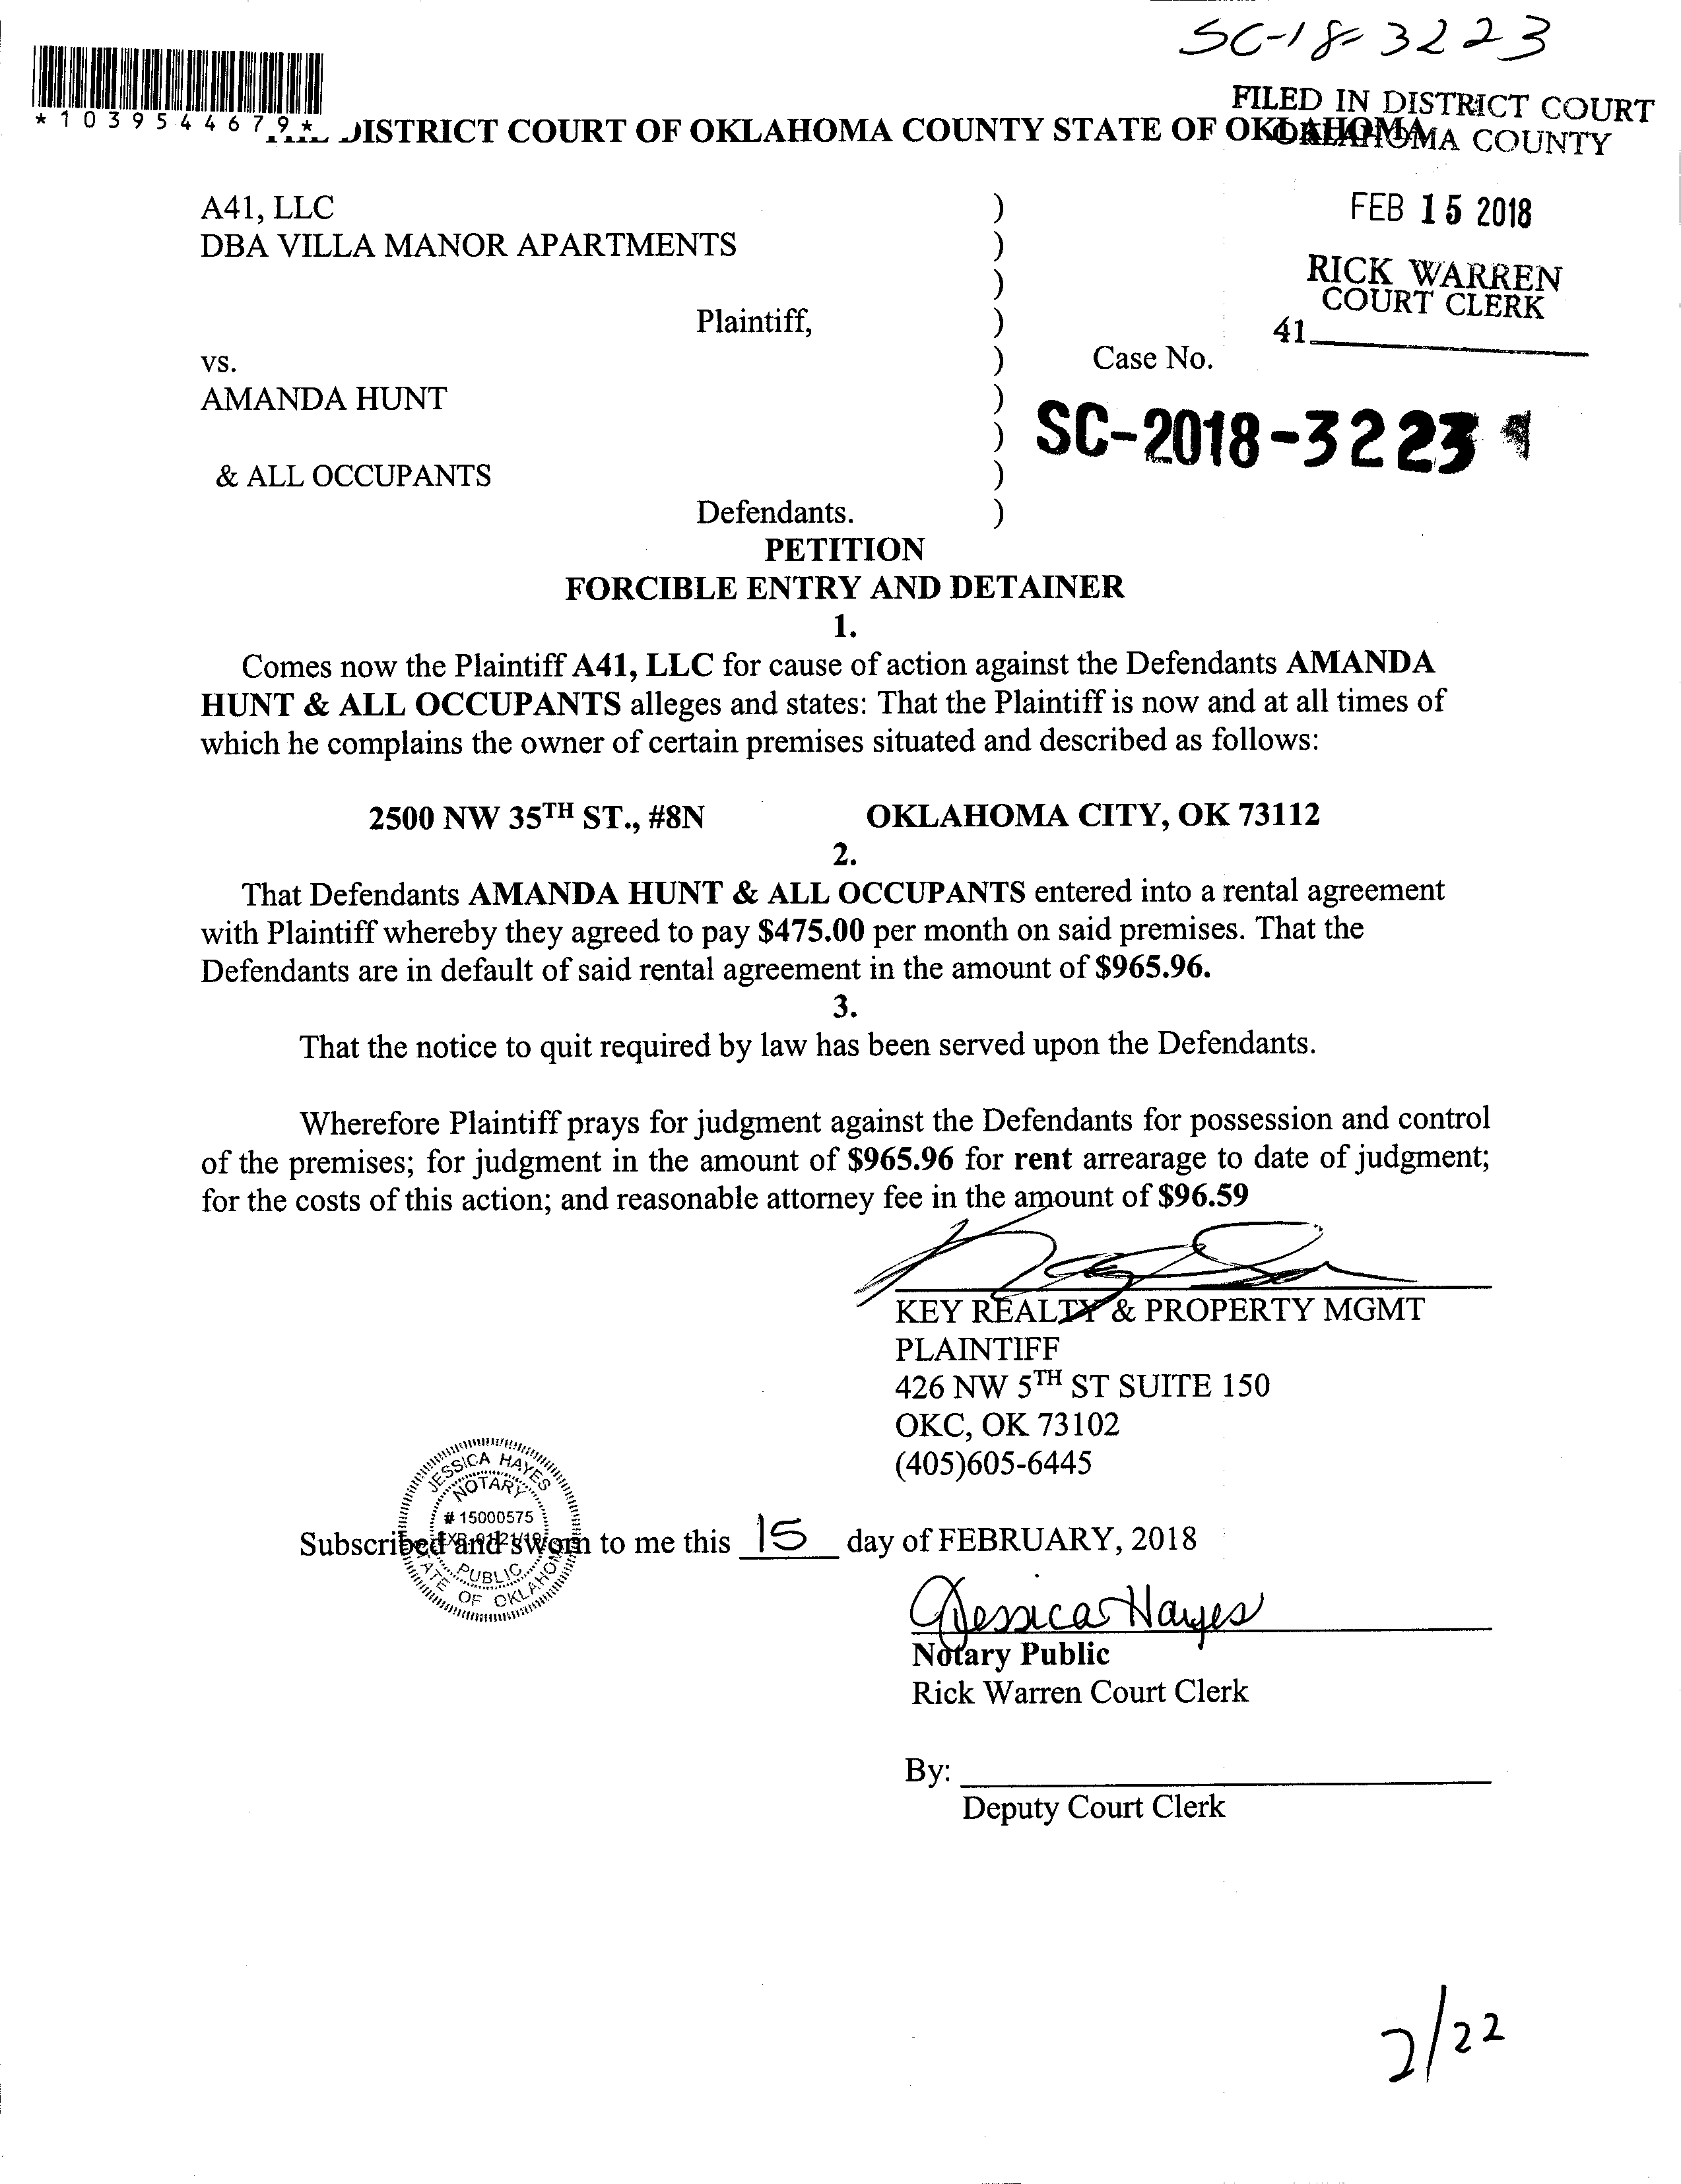 SC-18-3223
*1039544679*
FILED IN DISTRICT COURT
OKLAHOMA COUNTY
DISTRICT COURT OF OKLAHOMA COUNTY STATE OF OKLAHOMA
FEB 15 2018
RICK WARREN
COURT CLERK
41
A41, LLC )
DBA VILLA MANOR APARTMENTS )
)
Plaintiff, )
vs. ) Case No.
AMANDA HUNT )
) SC-2018-3223
& ALL OCCUPANTS )
Defendants. )
PETITION
FORCIBLE ENTRY AND DETAINER
1.
Comes now the Plaintiff A41, LLC for cause of action against the Defendants AMANDA
HUNT & ALL OCCUPANTS alleges and states: That the Plaintiff is now and at all times of
which he complains the owner of certain premises situated and described as follows:
2500 NW 35TH ST., #8N OKLAHOMA CITY, OK 73112
2.
That Defendants AMANDA HUNT & ALL OCCUPANTS entered into a rental agreement
with Plaintiff whereby they agreed to pay $475.00 per month on said premises. That the
Defendants are in default of said rental agreement in the amount of $965.96.
3.
That the notice to quit required by law has been served upon the Defendants.
Wherefore Plaintiff prays for judgment against the Defendants for possession and control
of the premises; for judgment in the amount of $965.96 for rent arrearage to date of judgment;
for the costs of this action; and reasonable attorney fee in the amount of $96.59
KEY REALTY & PROPERTY MGMT
PLAINTIFF
426 NW 5TH ST SUITE 150
OKC, OK 73102
(405)605-6445
JESSICA HAYES
NOTARY
# 15000575
PUBLIC
STATE OF OKLAHOMA
Subscribed and sworn to me this 15 day of FEBRUARY, 2018
Jessica Hayes
Notary Public
Rick Warren Court Clerk
By:
Deputy Court Clerk
2/22